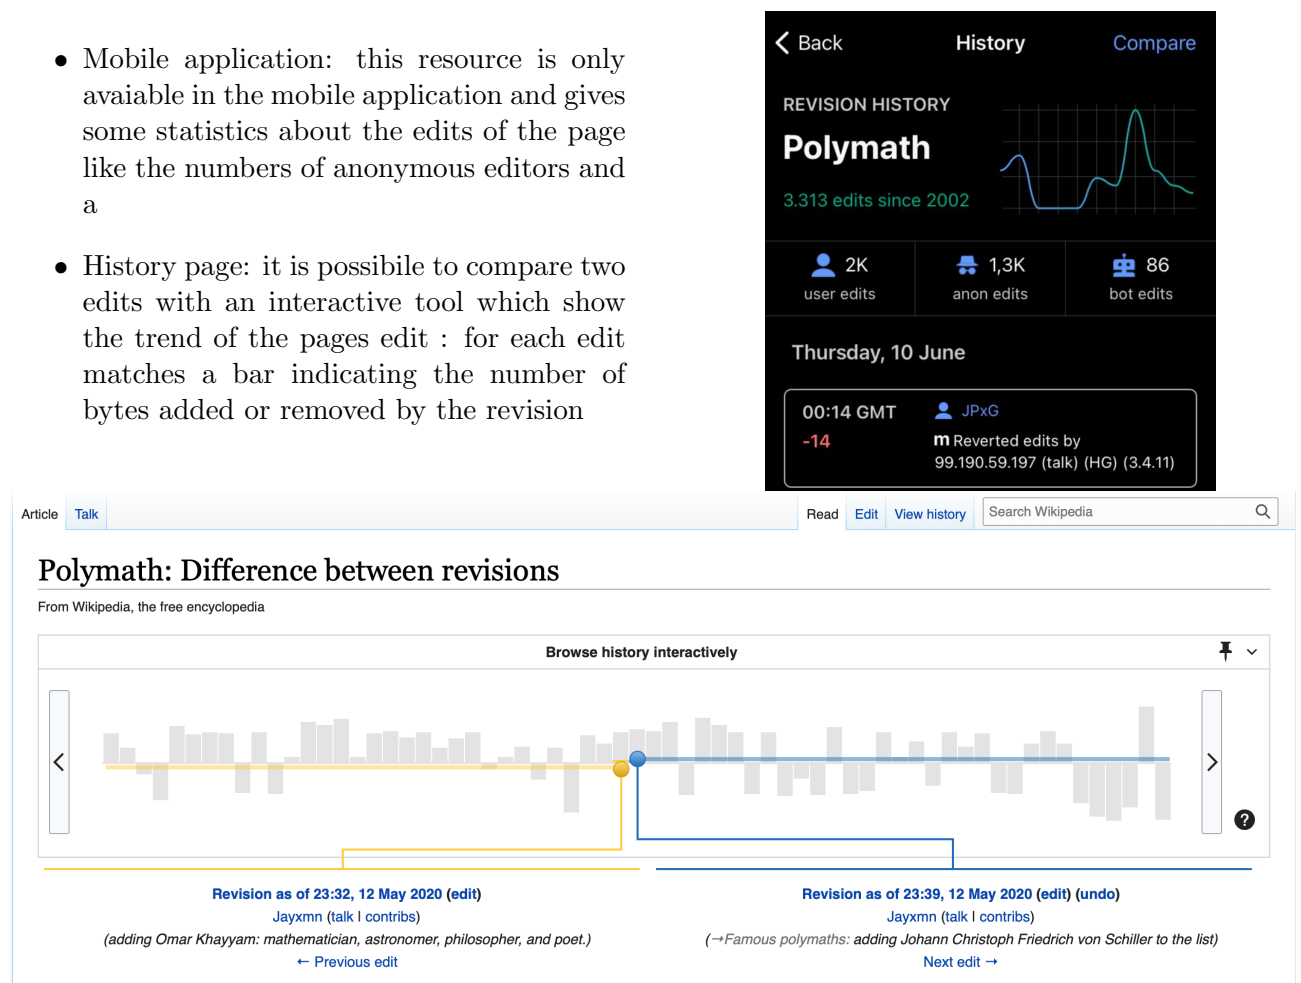 • Mobile application: this resource is only
avaiable in the mobile application and gives
some statistics about the edits of the page
like the numbers of anonymous editors and
a
• History page: it is possibile to compare two
edits with an interactive tool which show
the trend of the pages edit : for each edit
matches a bar indicating the number of
bytes added or removed by the revision
Back History Compare
REVISION HISTORY
Polymath
3.313 edits since 2002
2K 1,3K 86
user edits anon edits bot edits
Thursday, 10 June
00:14 GMT JPxG
-14 m Reverted edits by
99.190.59.197 (talk) (HG) (3.4.11)
Article Talk Read Edit View history Search Wikipedia
Polymath: Difference between revisions
From Wikipedia, the free encyclopedia
Browse history interactively
?
Revision as of 23:32, 12 May 2020 (edit)
Jayxmn (talk | contribs)
(adding Omar Khayyam: mathematician, astronomer, philosopher, and poet.)
← Previous edit
Revision as of 23:39, 12 May 2020 (edit) (undo)
Jayxmn (talk | contribs)
(→Famous polymaths: adding Johann Christoph Friedrich von Schiller to the list)
Next edit →